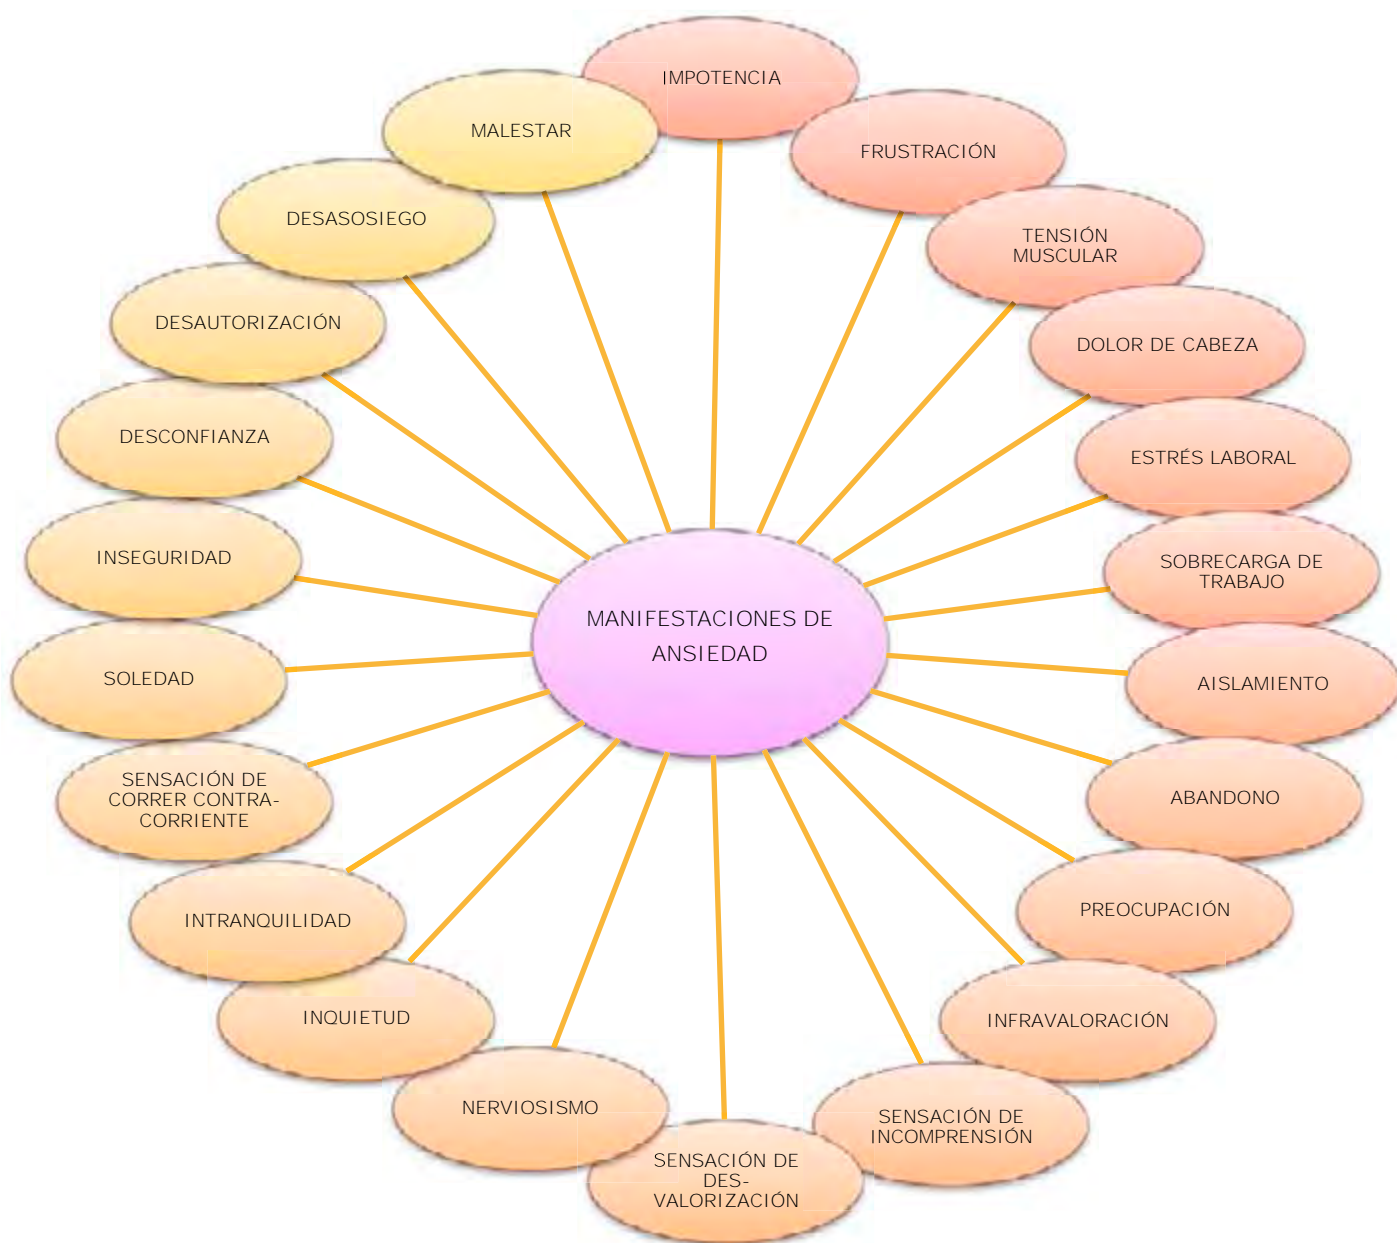 IMPOTENCIA
FRUSTRACIÓN
TENSIÓN
MUSCULAR
DOLOR DE CABEZA
ESTRÉS LABORAL
SOBRECARGA DE
TRABAJO
AISLAMIENTO
ABANDONO
PREOCUPACIÓN
INFRAVALORACIÓN
SENSACIÓN DE
INCOMPRENSIÓN
SENSACIÓN DE
DES-
VALORIZACIÓN
NERVIOSISMO
INQUIETUD
INTRANQUILIDAD
SENSACIÓN DE
CORRER CONTRA-
CORRIENTE
SOLEDAD
INSEGURIDAD
DESCONFIANZA
DESAUTORIZACIÓN
DESASOSIEGO
MALESTAR
MANIFESTACIONES DE
ANSIEDAD